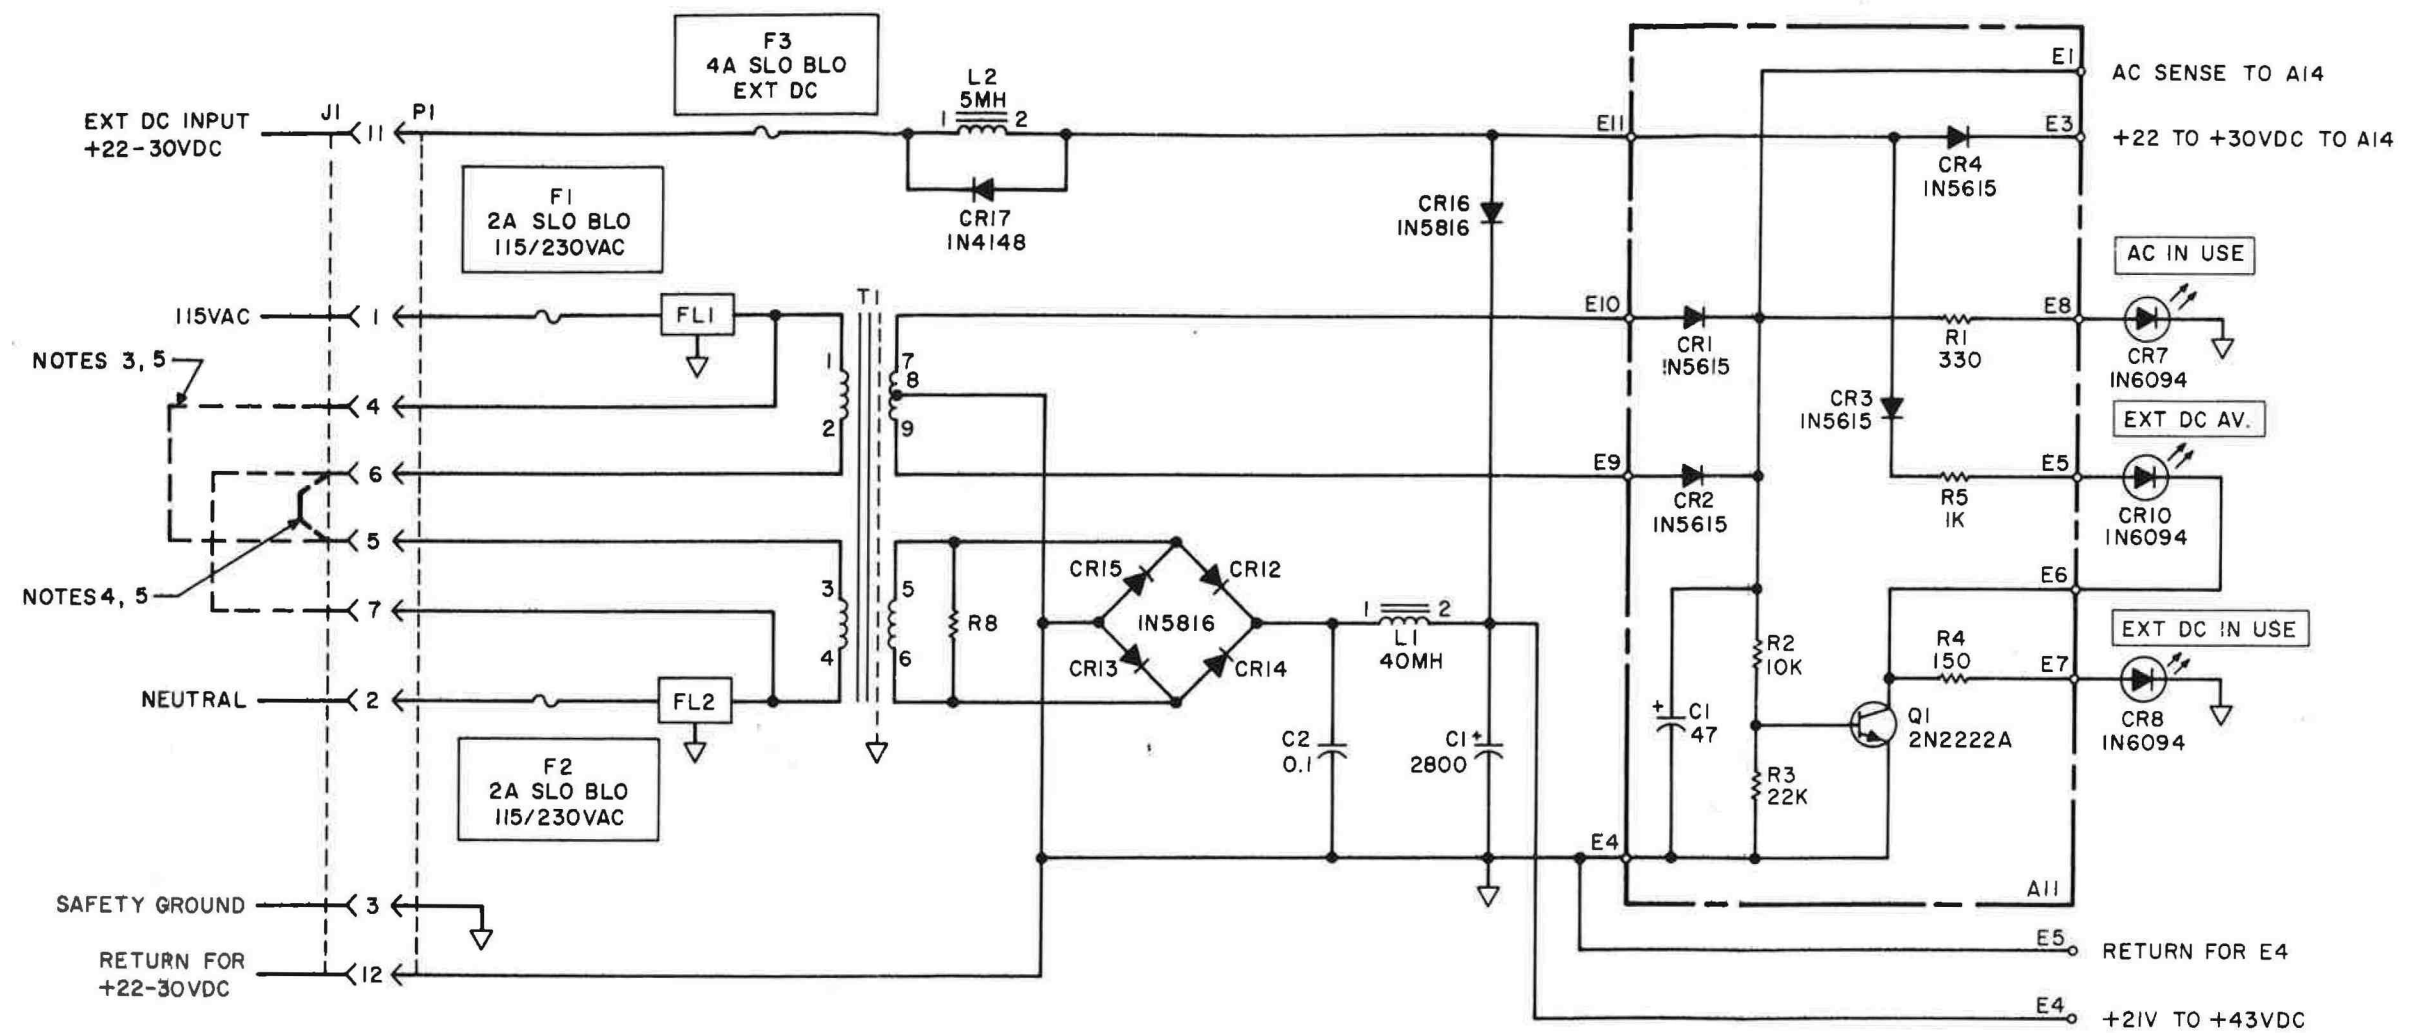 F3
4A SLO BLO
EXT DC
L2
5MH
1 2
E1
AC SENSE TO A14
J1 P1
EXT DC INPUT
+22-30VDC
11
E11
E3
+22 TO +30VDC TO A14
CR4
1N5615
CR17
1N4148
CR16
1N5816
F1
2A SLO BLO
115/230VAC
AC IN USE
115VAC
1
FL1
T1
E10
CR1
1N5615
R1
330
E8
CR7
1N6094
NOTES 3, 5
4
1
2
7
8
9
CR3
1N5615
EXT DC AV.
6
E9
CR2
1N5615
R5
1K
E5
CR10
1N6094
5
NOTES 4, 5
7
3
4
5
6
R8
CR15
CR12
1N5816
CR13
CR14
1 2
L1
40MH
E6
EXT DC IN USE
R2
10K
R4
150
E7
CR8
1N6094
NEUTRAL
2
FL2
C2
0.1
C1 +
2800
+ C1
47
Q1
2N2222A
R3
22K
F2
2A SLO BLO
115/230VAC
E4
A11
SAFETY GROUND
3
E5
RETURN FOR E4
RETURN FOR
+22-30VDC
12
E4
+21V TO +43VDC